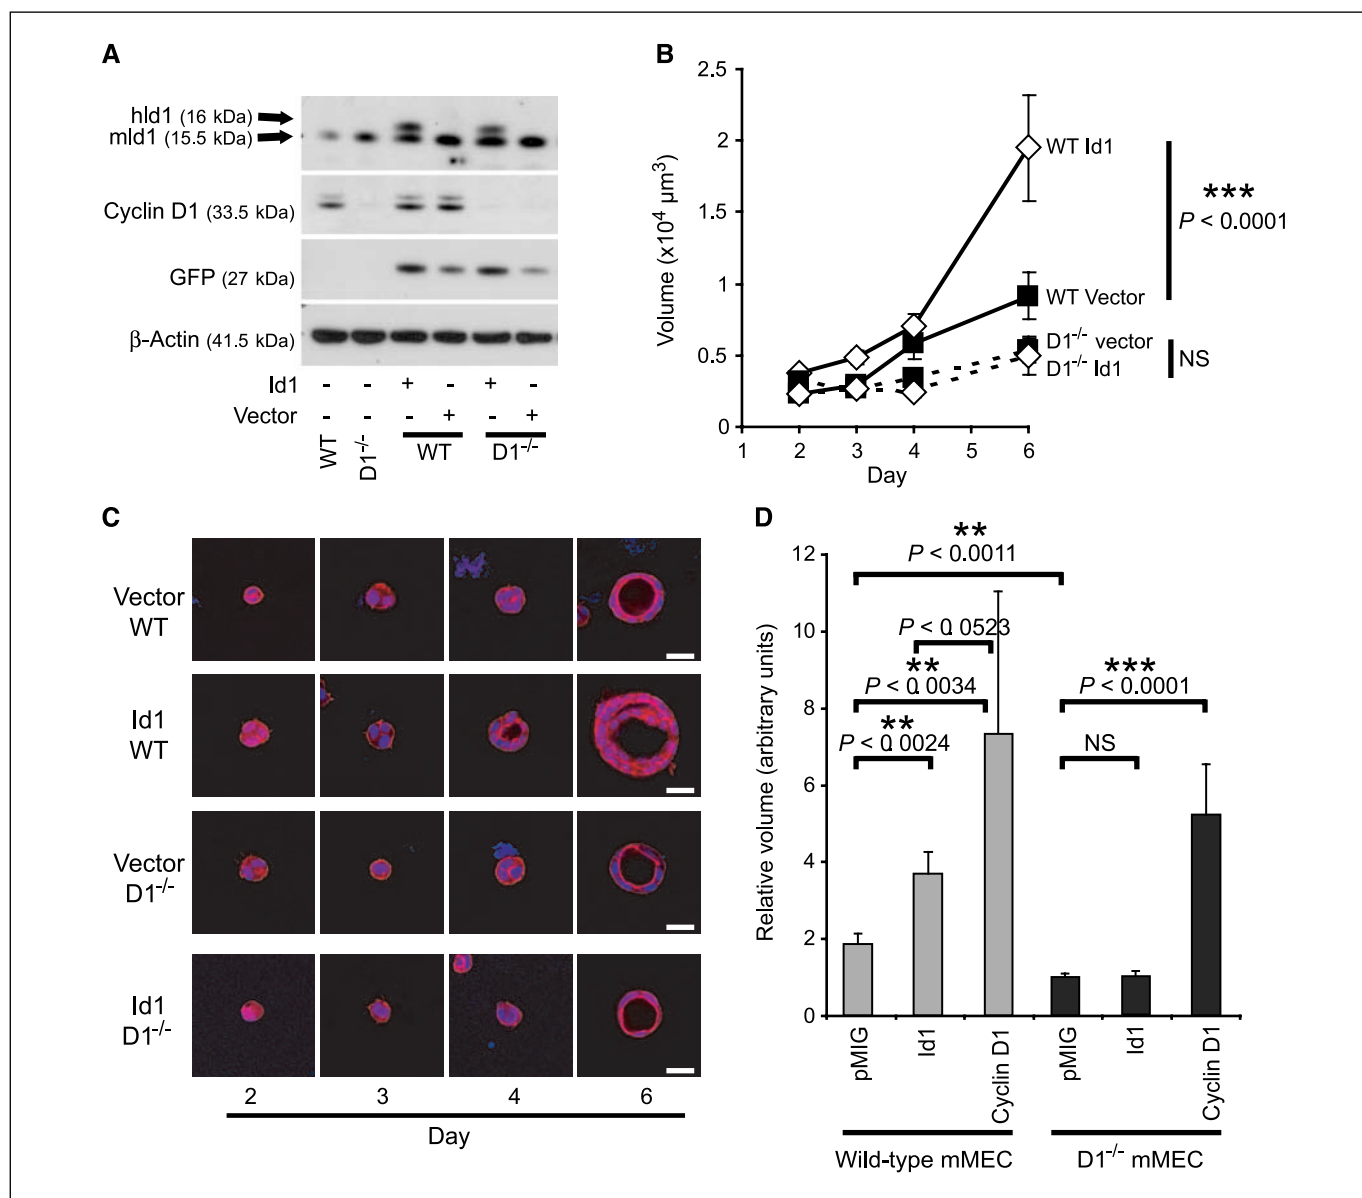 A
hId1 (16 kDa)
mId1 (15.5 kDa)
Cyclin D1 (33.5 kDa)
GFP (27 kDa)
β-Actin (41.5 kDa)
Id1 - - + - + -
Vector - - - + - +
WT D1-/- WT D1-/-
B
Volume (x10⁴ µm³)
2.5
2
1.5
1
0.5
0
1 2 3 4 5 6
Day
WT Id1
WT Vector
D1-/- vector
D1-/- Id1
***
P < 0.0001
NS
C
Vector
WT
Id1
WT
Vector
D1-/-
Id1
D1-/-
2 3 4 6
Day
D
Relative volume (arbitrary units)
12
10
8
6
4
2
0
**
P < 0.0011
P < 0.0523
**
P < 0.0034
**
P < 0.0024
***
P < 0.0001
NS
pMIG Id1 Cyclin D1 pMIG Id1 Cyclin D1
Wild-type mMEC D1-/- mMEC